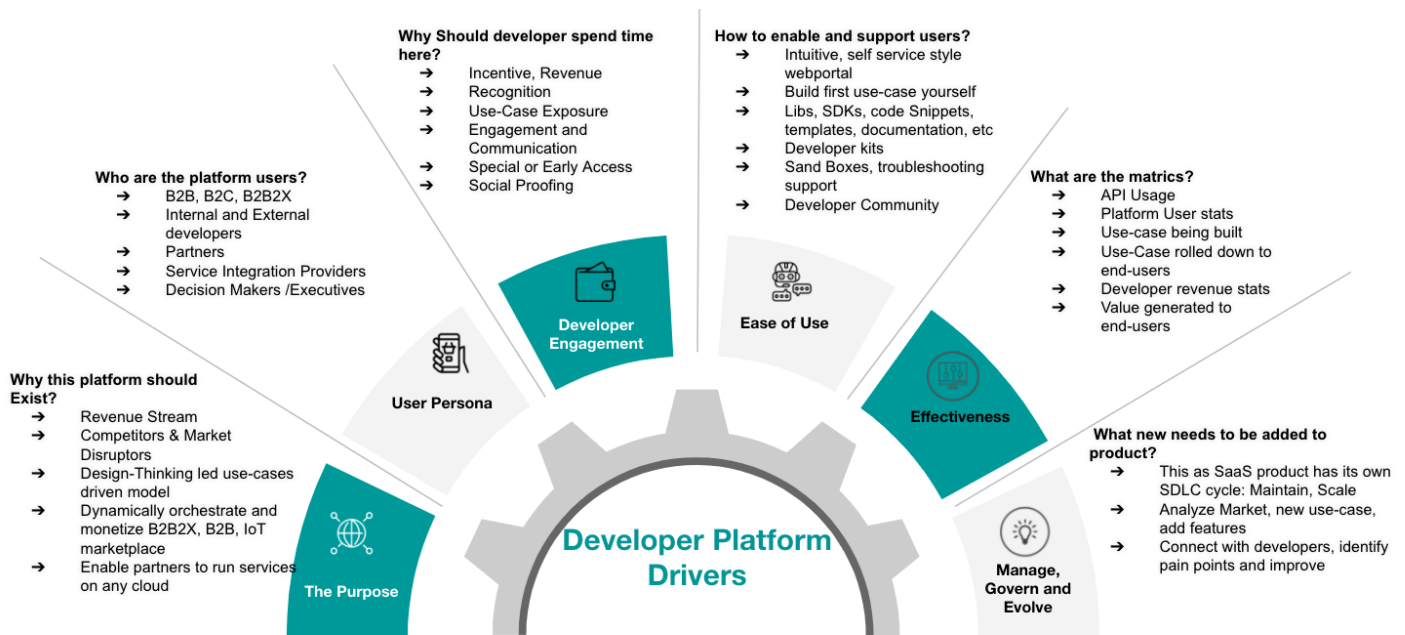 Why this platform should
Exist?
➔ Revenue Stream
➔ Competitors & Market
Disruptors
➔ Design-Thinking led use-cases
driven model
➔ Dynamically orchestrate and
monetize B2B2X, B2B, IoT
marketplace
➔ Enable partners to run services
on any cloud
The Purpose
Who are the platform users?
➔ B2B, B2C, B2B2X
➔ Internal and External
developers
➔ Partners
➔ Service Integration Providers
➔ Decision Makers /Executives
User Persona
Why Should developer spend time
here?
➔ Incentive, Revenue
➔ Recognition
➔ Use-Case Exposure
➔ Engagement and
Communication
➔ Special or Early Access
➔ Social Proofing
Developer
Engagement
How to enable and support users?
➔ Intuitive, self service style
webportal
➔ Build first use-case yourself
➔ Libs, SDKs, code Snippets,
templates, documentation, etc
➔ Developer kits
➔ Sand Boxes, troubleshooting
support
➔ Developer Community
Ease of Use
What are the matrics?
➔ API Usage
➔ Platform User stats
➔ Use-case being built
➔ Use-Case rolled down to
end-users
➔ Developer revenue stats
➔ Value generated to
end-users
Effectiveness
What new needs to be added to
product?
➔ This as SaaS product has its own
SDLC cycle: Maintain, Scale
➔ Analyze Market, new use-case,
add features
➔ Connect with developers, identify
pain points and improve
Manage,
Govern and
Evolve
Developer Platform
Drivers